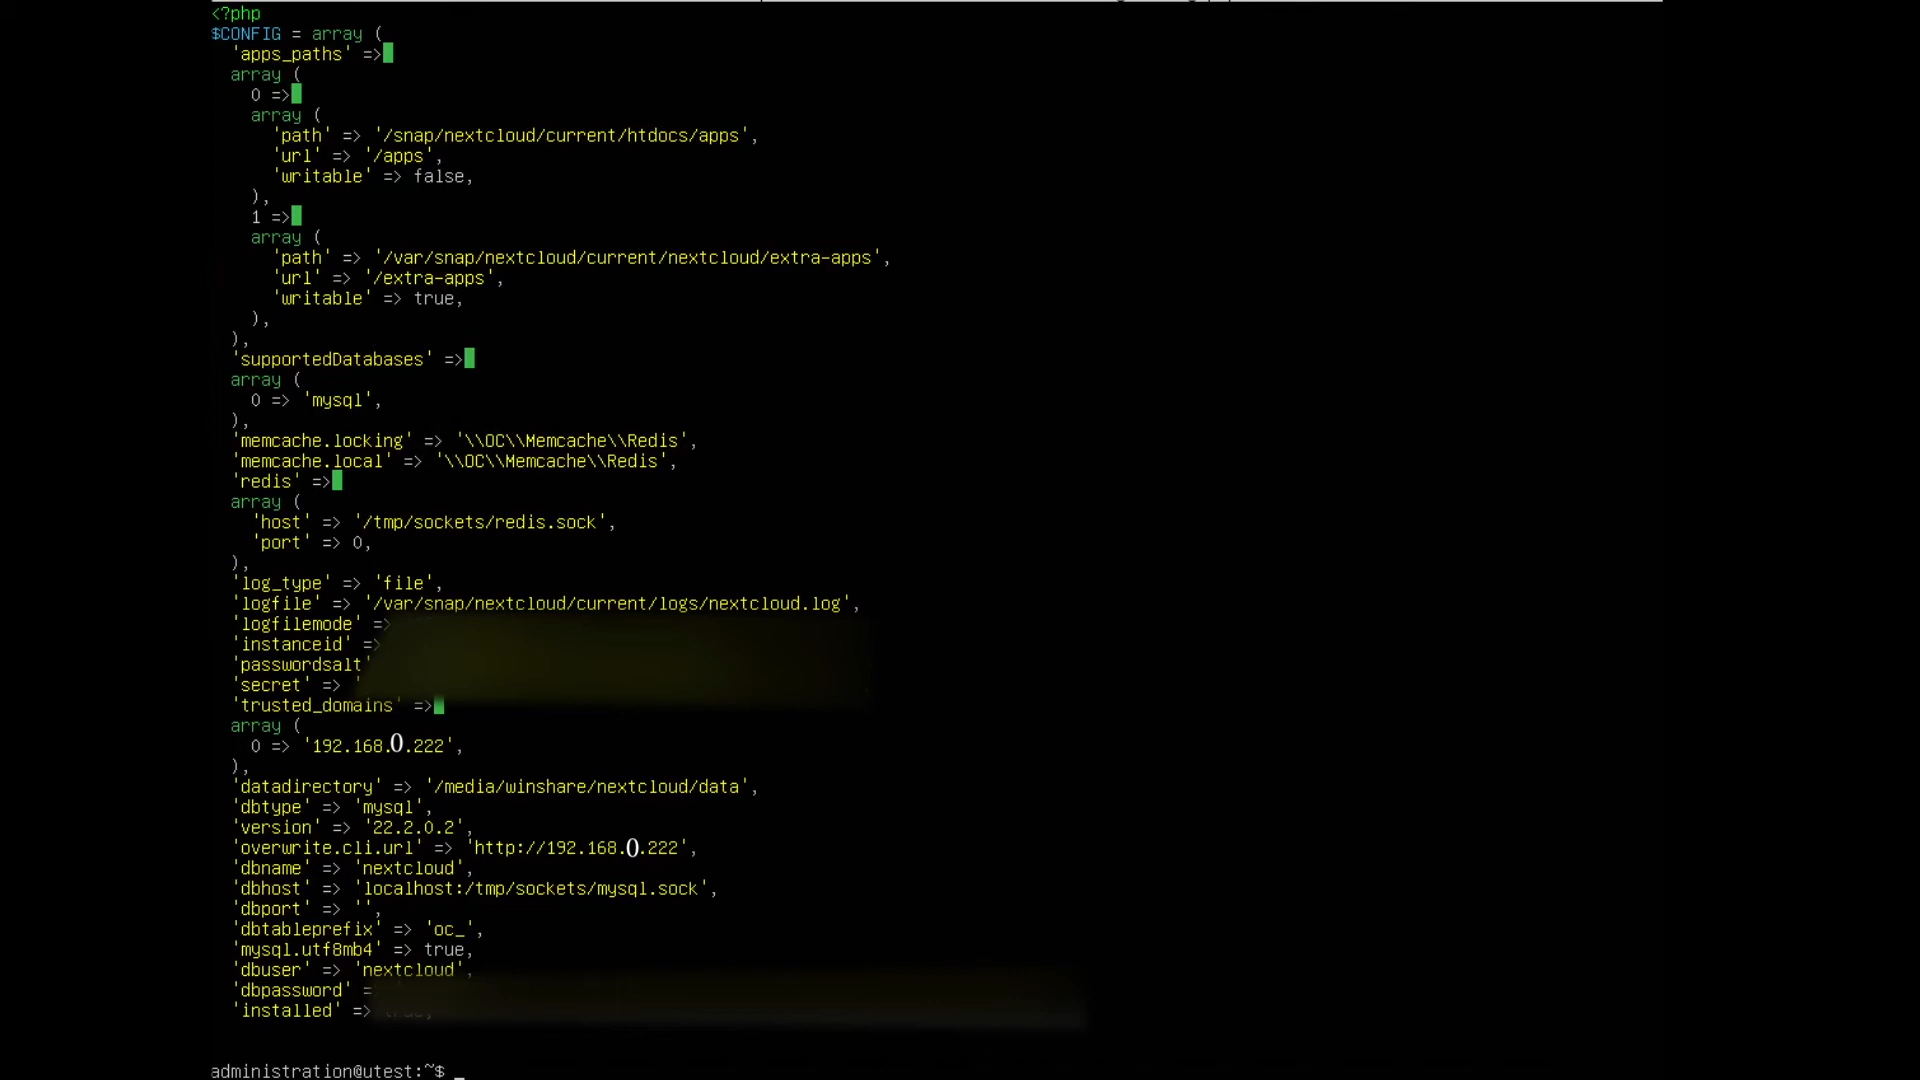 <?php
$CONFIG = array (
'apps_paths' =>
array (
0 =>
array (
'path' => '/snap/nextcloud/current/htdocs/apps',
'url' => '/apps',
'writable' => false,
),
1 =>
array (
'path' => '/var/snap/nextcloud/current/nextcloud/extra-apps',
'url' => '/extra-apps',
'writable' => true,
),
),
'supportedDatabases' =>
array (
0 => 'mysql',
),
'memcache.locking' => '\\OC\\Memcache\\Redis',
'memcache.local' => '\\OC\\Memcache\\Redis',
'redis' =>
array (
'host' => '/tmp/sockets/redis.sock',
'port' => 0,
),
'log_type' => 'file',
'logfile' => '/var/snap/nextcloud/current/logs/nextcloud.log',
'logfilemode' =>
'instanceid' =>
'passwordsalt'
'secret' => '
'trusted_domains' =>
array (
0 => '192.168.0.222',
),
'datadirectory' => '/media/winshare/nextcloud/data',
'dbtype' => 'mysql',
'version' => '22.2.0.2',
'overwrite.cli.url' => 'http://192.168.0.222',
'dbname' => 'nextcloud',
'dbhost' => 'localhost:/tmp/sockets/mysql.sock',
'dbport' => '',
'dbtableprefix' => 'oc_',
'mysql.utf8mb4' => true,
'dbuser' => 'nextcloud',
'dbpassword' =
'installed' => true,
administration@utest:~$ _